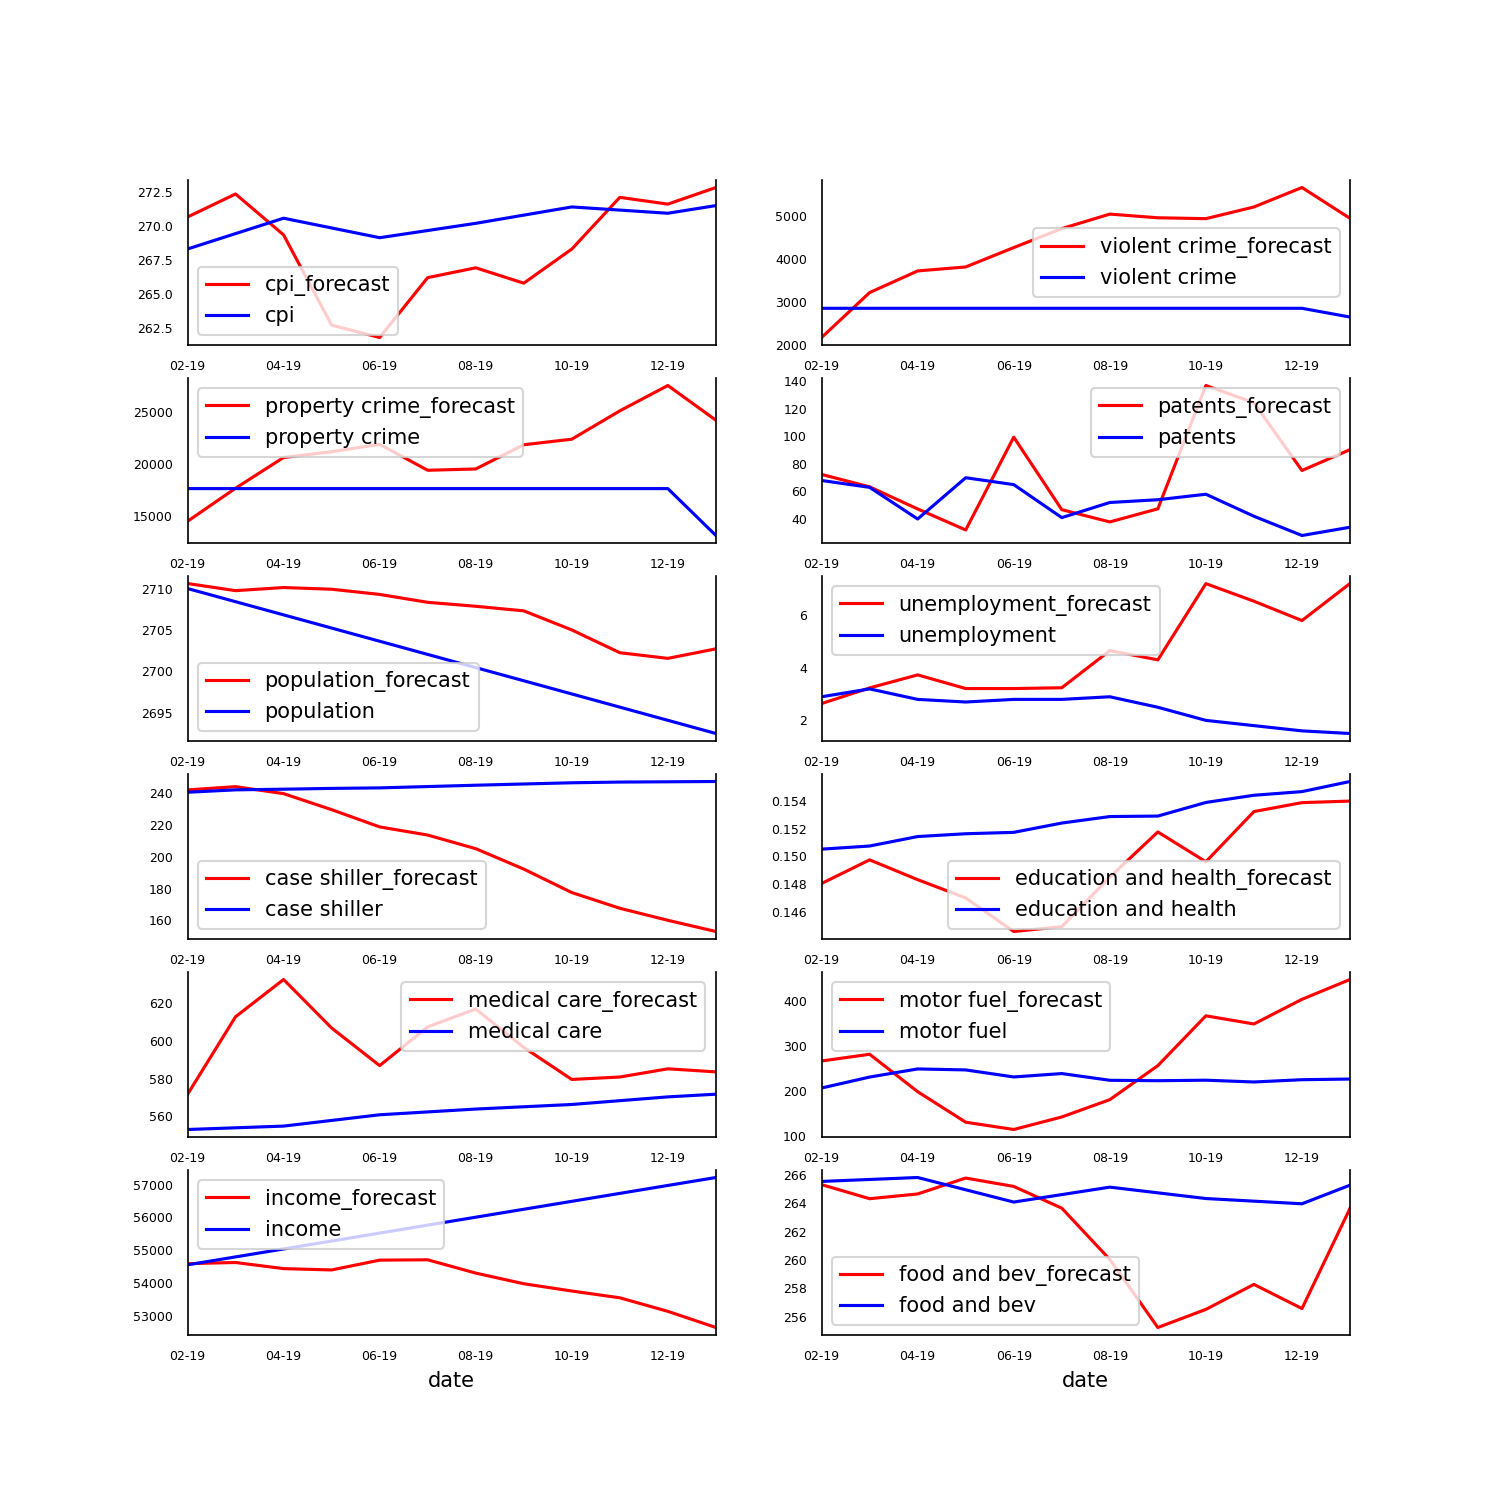 272.5
270.0
267.5
265.0
262.5
cpi_forecast
cpi
02-19 04-19 06-19 08-19 10-19 12-19
5000
4000
3000
2000
violent crime_forecast
violent crime
02-19 04-19 06-19 08-19 10-19 12-19
25000
20000
15000
property crime_forecast
property crime
02-19 04-19 06-19 08-19 10-19 12-19
140
120
100
80
60
40
patents_forecast
patents
02-19 04-19 06-19 08-19 10-19 12-19
2710
2705
2700
2695
population_forecast
population
02-19 04-19 06-19 08-19 10-19 12-19
6
4
2
unemployment_forecast
unemployment
02-19 04-19 06-19 08-19 10-19 12-19
240
220
200
180
160
case shiller_forecast
case shiller
02-19 04-19 06-19 08-19 10-19 12-19
0.154
0.152
0.150
0.148
0.146
education and health_forecast
education and health
02-19 04-19 06-19 08-19 10-19 12-19
620
600
580
560
medical care_forecast
medical care
02-19 04-19 06-19 08-19 10-19 12-19
400
300
200
100
motor fuel_forecast
motor fuel
02-19 04-19 06-19 08-19 10-19 12-19
57000
56000
55000
54000
53000
income_forecast
income
02-19 04-19 06-19 08-19 10-19 12-19
date
266
264
262
260
258
256
food and bev_forecast
food and bev
02-19 04-19 06-19 08-19 10-19 12-19
date